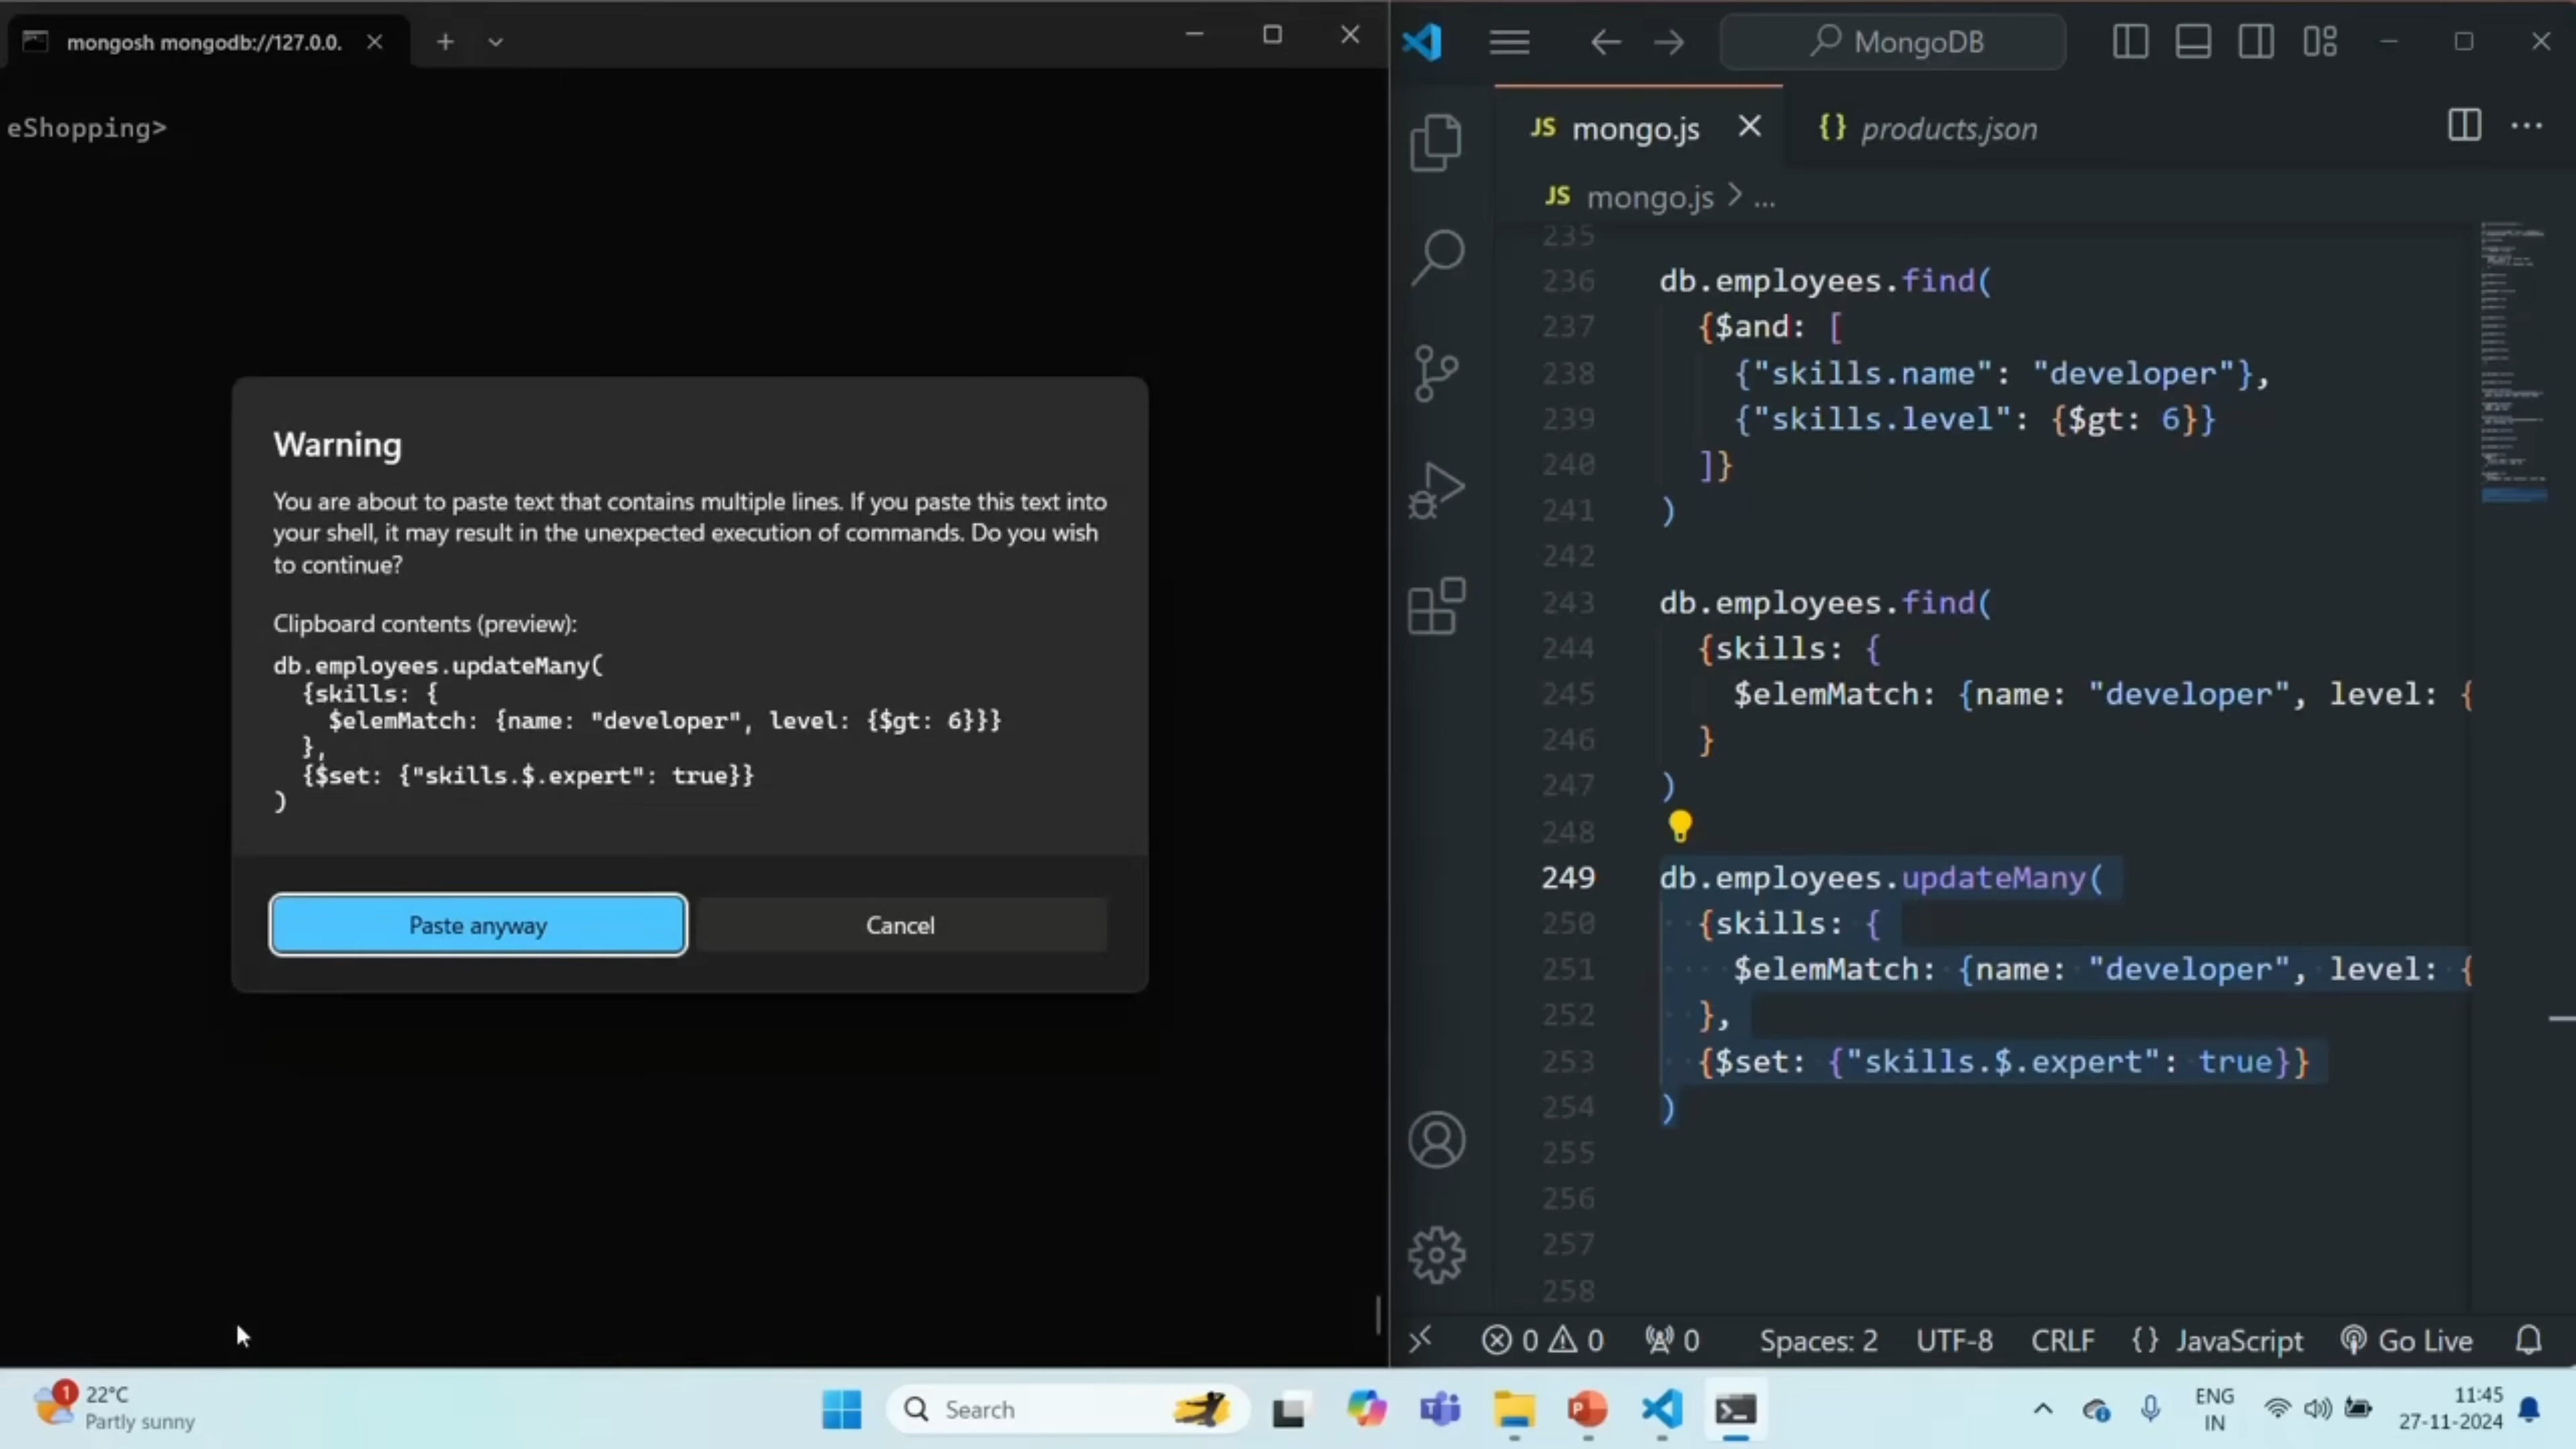 mongosh mongodb://127.0.0.
eShopping>
Warning
You are about to paste text that contains multiple lines. If you paste this text into
your shell, it may result in the unexpected execution of commands. Do you wish
to continue?
Clipboard contents (preview):
db.employees.updateMany(
{skills: {
$elemMatch: {name: "developer", level: {$gt: 6}}}
},
{$set: {"skills.$.expert": true}}
)
Paste anyway
Cancel
MongoDB
JS mongo.js
{} products.json
JS mongo.js > ...
235
236 db.employees.find(
237 {$and: [
238 {"skills.name": "developer"},
239 {"skills.level": {$gt: 6}}
240 ]}
241 )
242
243 db.employees.find(
244 {skills: {
245 $elemMatch: {name: "developer", level: {
246 }
247 )
248
249 db.employees.updateMany(
250 {skills: {
251 $elemMatch: {name: "developer", level: {
252 },
253 {$set: {"skills.$.expert": true}}
254 )
255
256
257
258
0 0 0 Spaces: 2 UTF-8 CRLF {} JavaScript Go Live
1
22°C
Partly sunny
Search
ENG
IN
11:45
27-11-2024